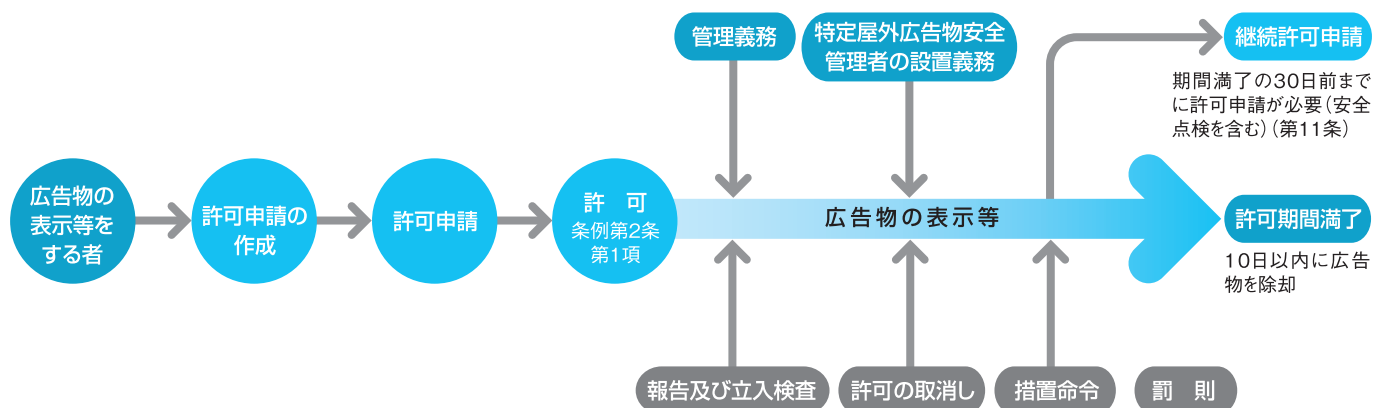 広告物の
表示等を
する者
許可申請の
作成
許可申請
許　可
条例第2条
第1項
管理義務
特定屋外広告物安全
管理者の設置義務
広告物の表示等
継続許可申請
期間満了の30日前まで
に許可申請が必要（安全
点検を含む）（第11条）
許可期間満了
10日以内に広告
物を除却
報告及び立入検査
許可の取消し
措置命令
罰　則